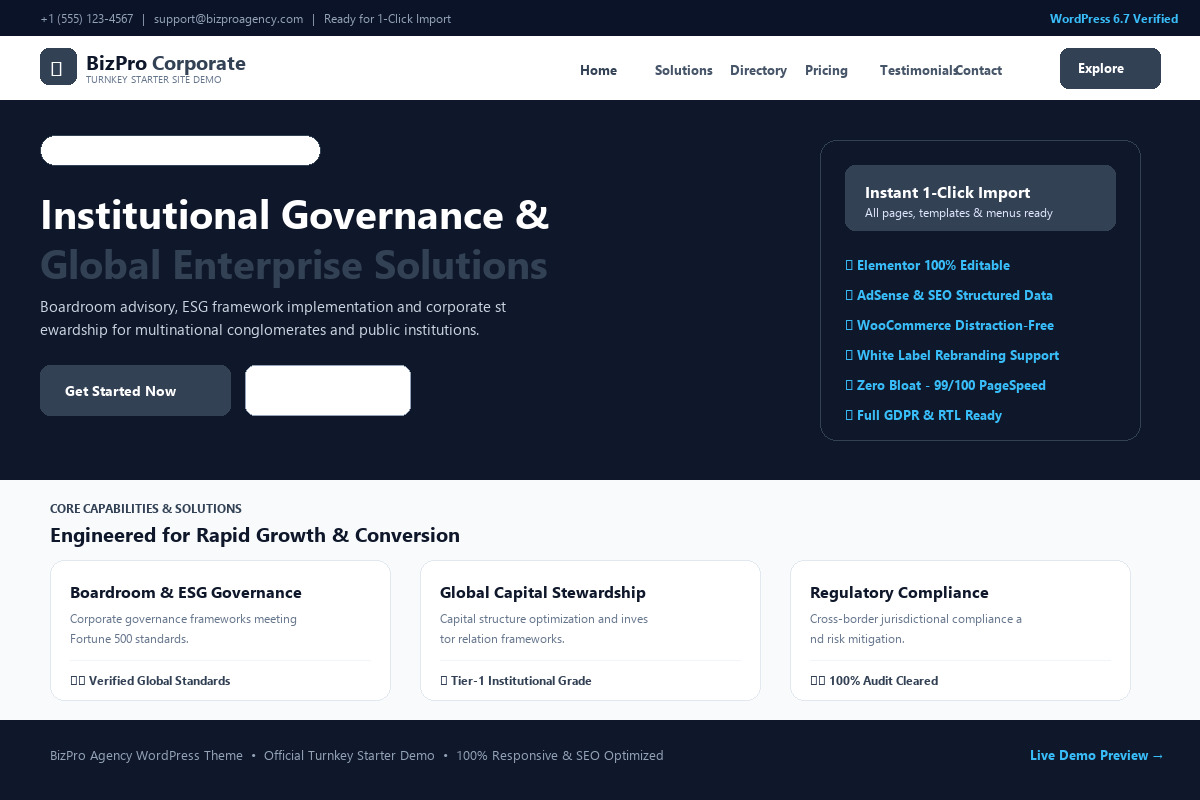 +1 (555) 123-4567 | support@bizproagency.com | Ready for 1-Click Import
WordPress 6.7 Verified
BizPro Corporate
TURNKEY STARTER SITE DEMO
Home Solutions Directory Pricing Testimonials Contact
Explore
Institutional Governance &
Global Enterprise Solutions
Boardroom advisory, ESG framework implementation and corporate st
ewardship for multinational conglomerates and public institutions.
Get Started Now
Instant 1-Click Import
All pages, templates & menus ready
Elementor 100% Editable
AdSense & SEO Structured Data
WooCommerce Distraction-Free
White Label Rebranding Support
Zero Bloat - 99/100 PageSpeed
Full GDPR & RTL Ready
CORE CAPABILITIES & SOLUTIONS
Engineered for Rapid Growth & Conversion
Boardroom & ESG Governance
Corporate governance frameworks meeting
Fortune 500 standards.
Verified Global Standards
Global Capital Stewardship
Capital structure optimization and inves
tor relation frameworks.
Tier-1 Institutional Grade
Regulatory Compliance
Cross-border jurisdictional compliance a
nd risk mitigation.
100% Audit Cleared
BizPro Agency WordPress Theme • Official Turnkey Starter Demo • 100% Responsive & SEO Optimized
Live Demo Preview →